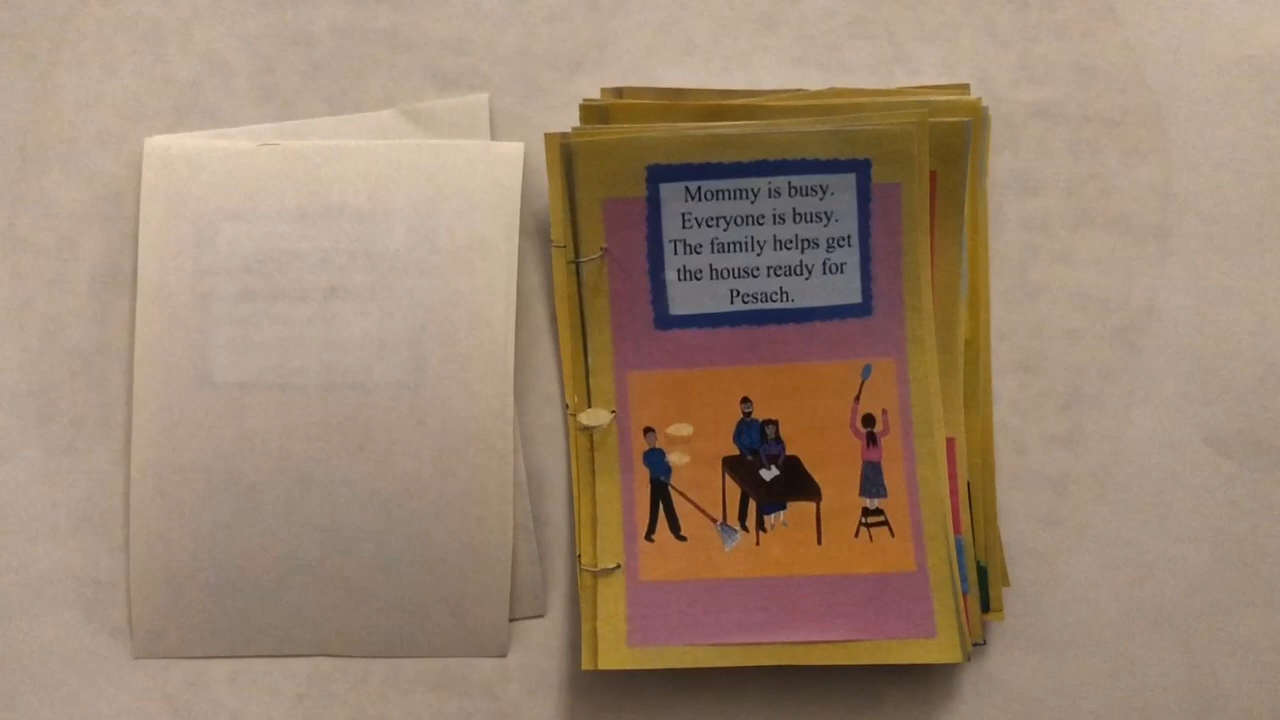 Mommy is busy.
Everyone is busy.
The family helps get
the house ready for
Pesach.